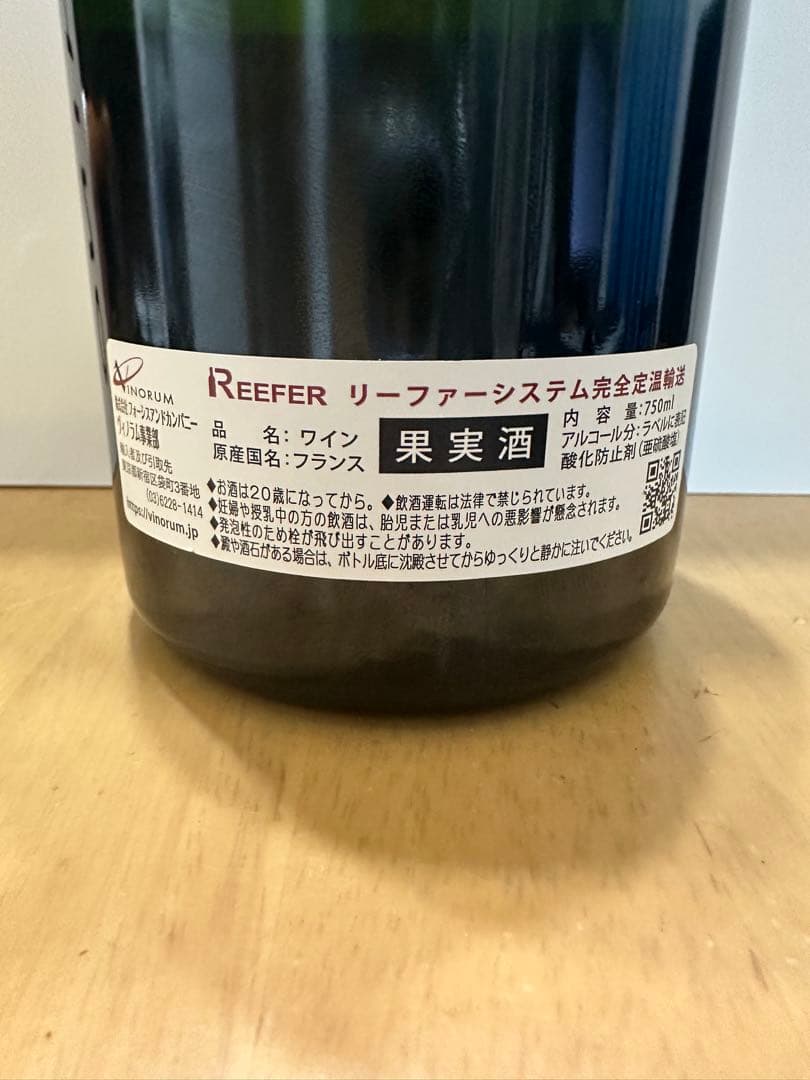 VINORUM
株式会社フォーシスアンドカンパニー
ヴィノラム事業部
輸入者及び引取先
東京都新宿区袋町3番地
(03)6228-1414
https://vinorum.jp
REEFER リーファーシステム完全定温輸送
品名：ワイン
原産国名：フランス
果実酒
内容量：750ml
アルコール分：ラベルに表記
酸化防止剤（亜硫酸塩）
◆お酒は20歳になってから。◆飲酒運転は法律で禁じられています。
◆妊婦や授乳中の方の飲酒は、胎児または乳児への悪影響が懸念されます。
◆発泡性のため栓が飛び出すことがあります。
◆澱や酒石がある場合は、ボトル底に沈殿させてからゆっくりと静かに注いでください。